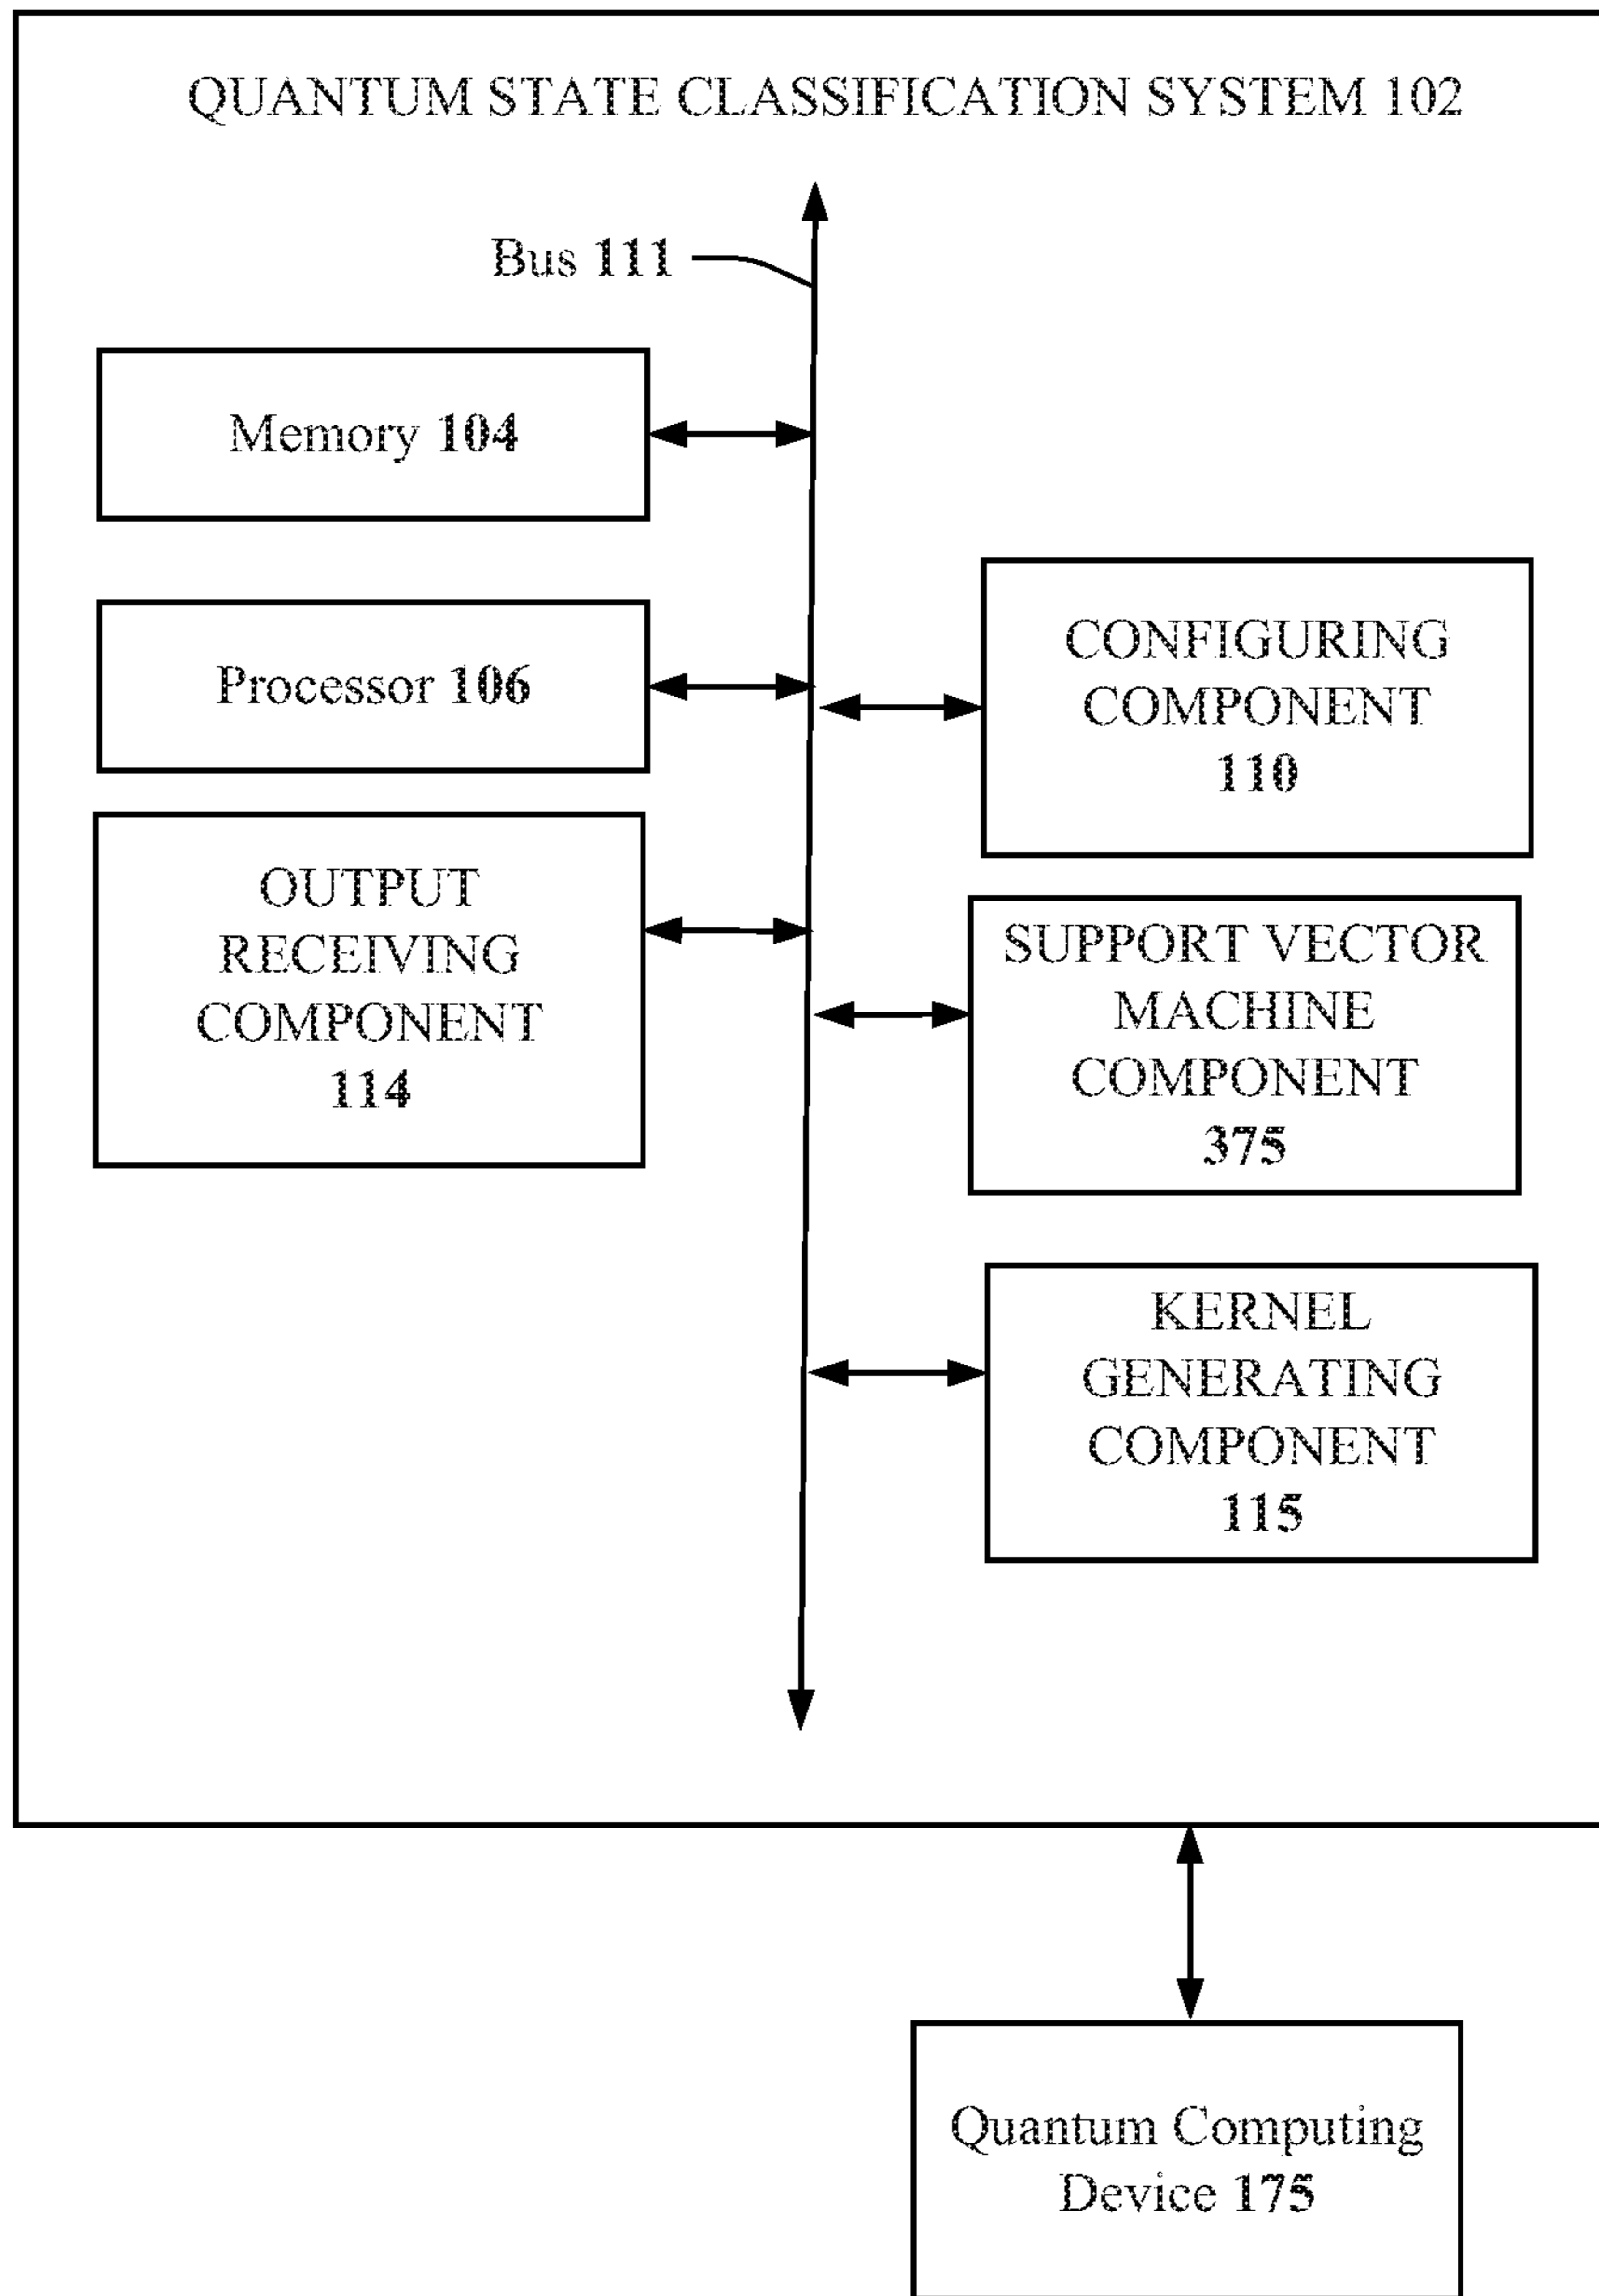 QUANTUM STATE CLASSIFICATION SYSTEM 102
Bus 111
Memory 104
Processor 106
OUTPUT
RECEIVING
COMPONENT
114
CONFIGURING
COMPONENT
110
SUPPORT VECTOR
MACHINE
COMPONENT
375
KERNEL
GENERATING
COMPONENT
115
Quantum Computing
Device 175